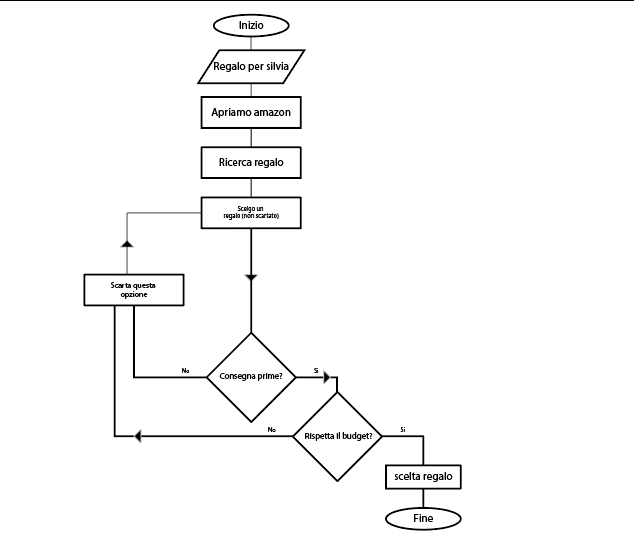 Inizio
Regalo per silvia
Apriamo amazon
Ricerca regalo
Scelgo un
regalo (non scartato)
Scarta questa
opzione
No
Consegna prime?
Si
No
Rispetta il budget?
Si
scelta regalo
Fine